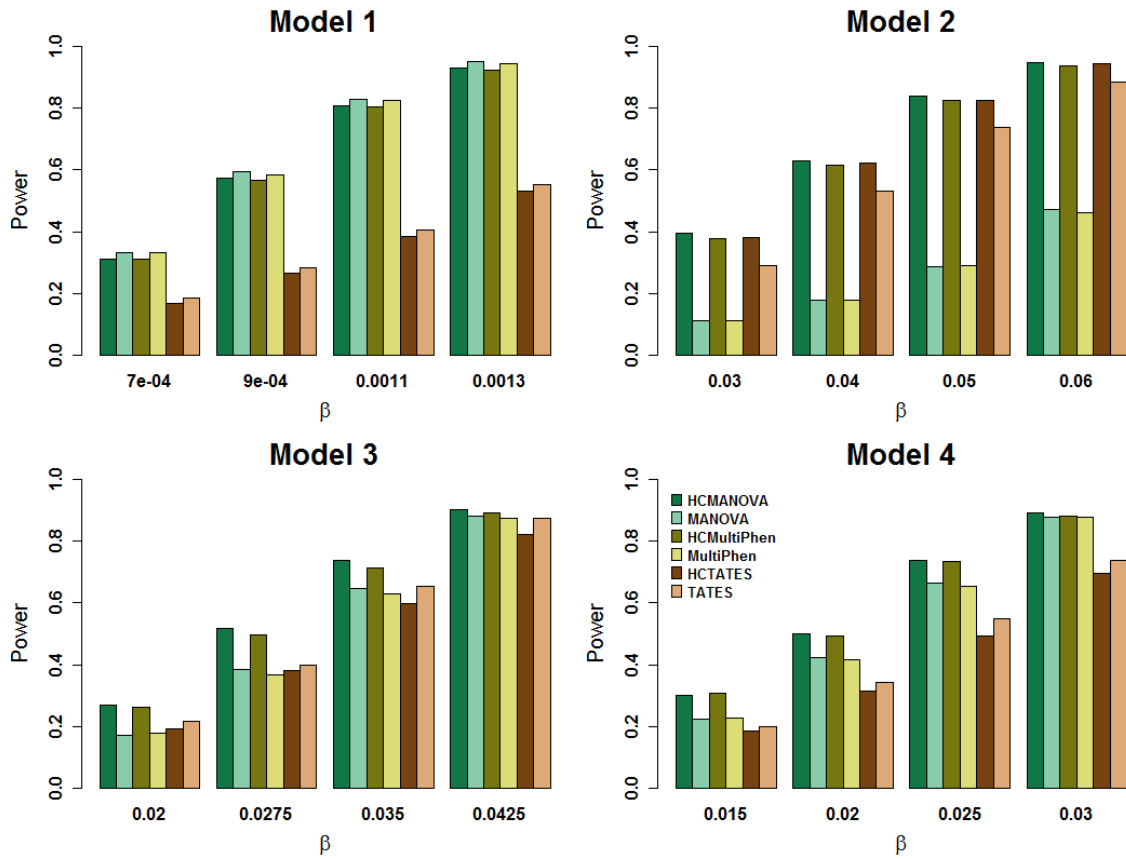 Model 1
Power
0.0 0.2 0.4 0.6 0.8 1.0
7e-04 9e-04 0.0011 0.0013
β
Model 2
Power
0.0 0.2 0.4 0.6 0.8 1.0
0.03 0.04 0.05 0.06
β
Model 3
Power
0.0 0.2 0.4 0.6 0.8 1.0
0.02 0.0275 0.035 0.0425
β
Model 4
Power
0.0 0.2 0.4 0.6 0.8 1.0
HCMANOVA
MANOVA
HCMultiPhen
MultiPhen
HCTATES
TATES
0.015 0.02 0.025 0.03
β